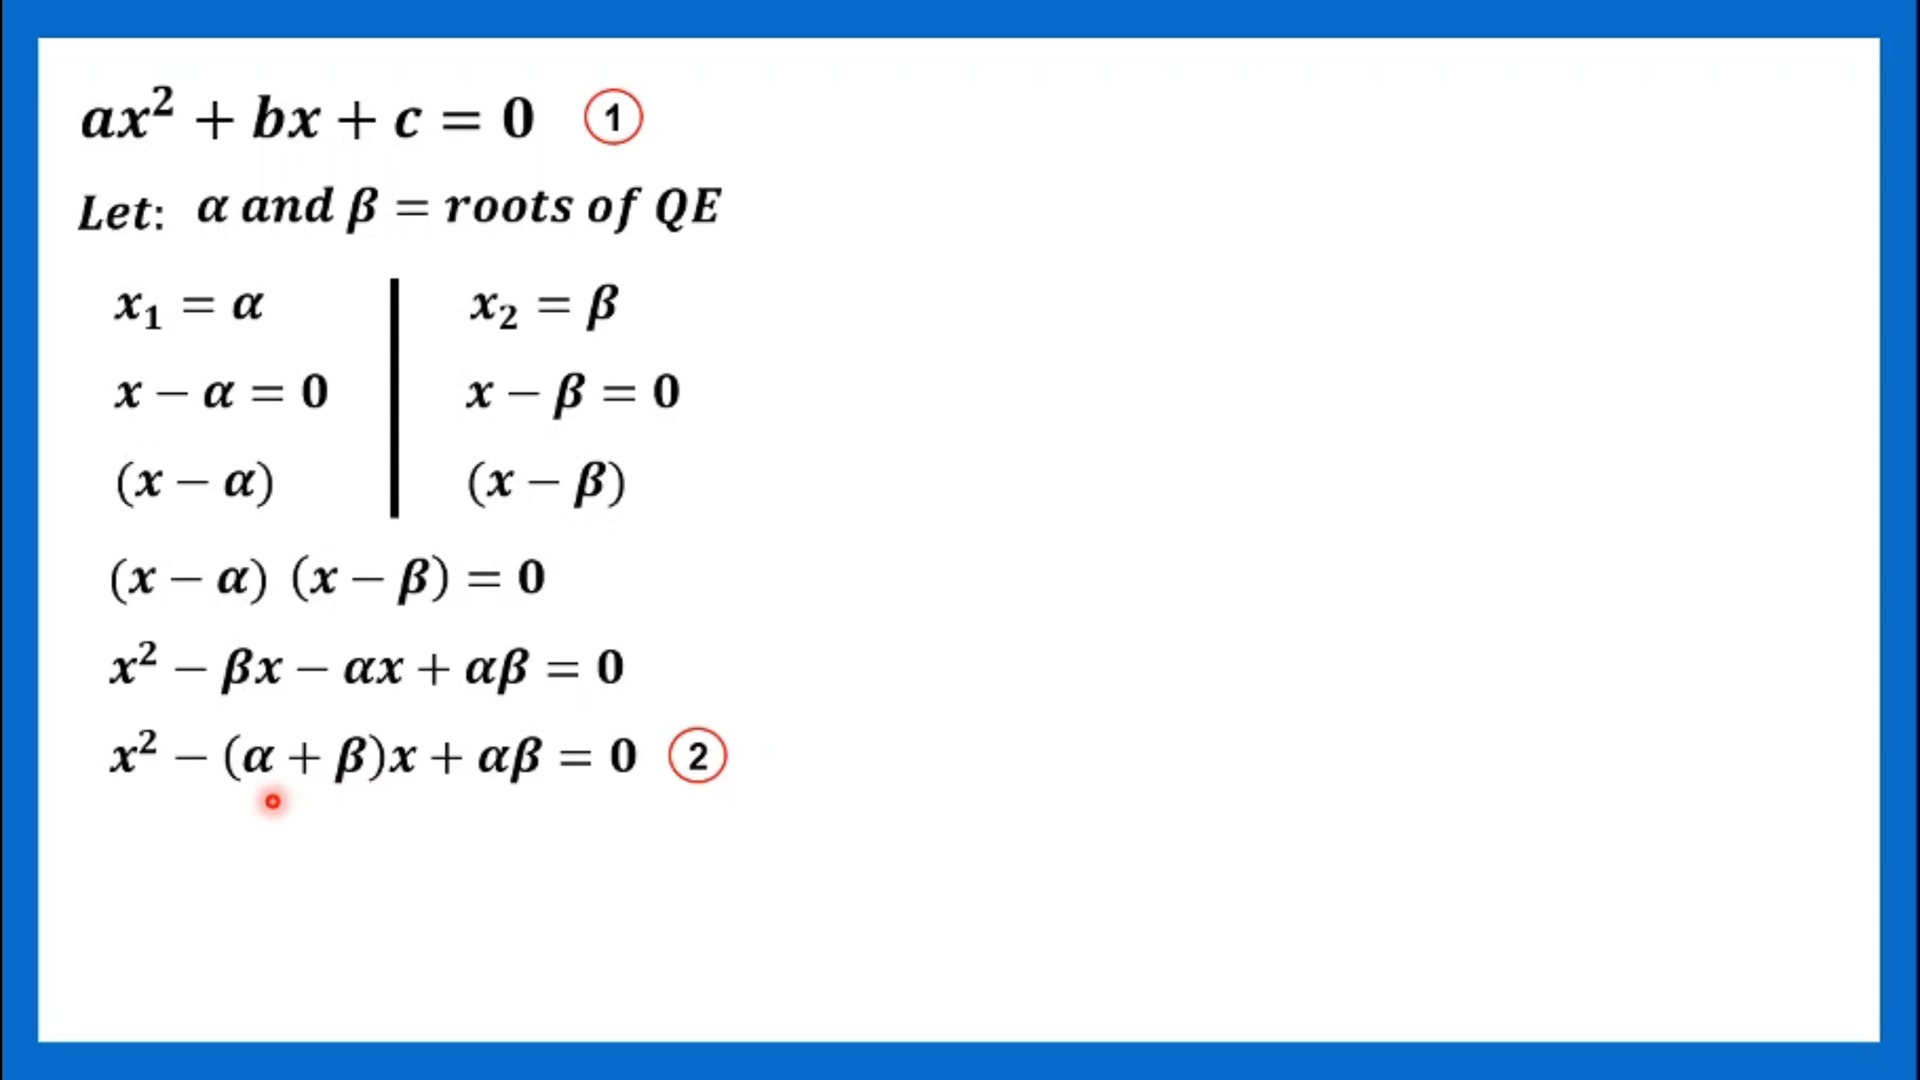 ax² + bx + c = 0 ①
Let: α and β = roots of QE
x₁ = α
x − α = 0
(x − α)
x₂ = β
x − β = 0
(x − β)
(x − α) (x − β) = 0
x² − βx − αx + αβ = 0
x² − (α + β)x + αβ = 0 ②